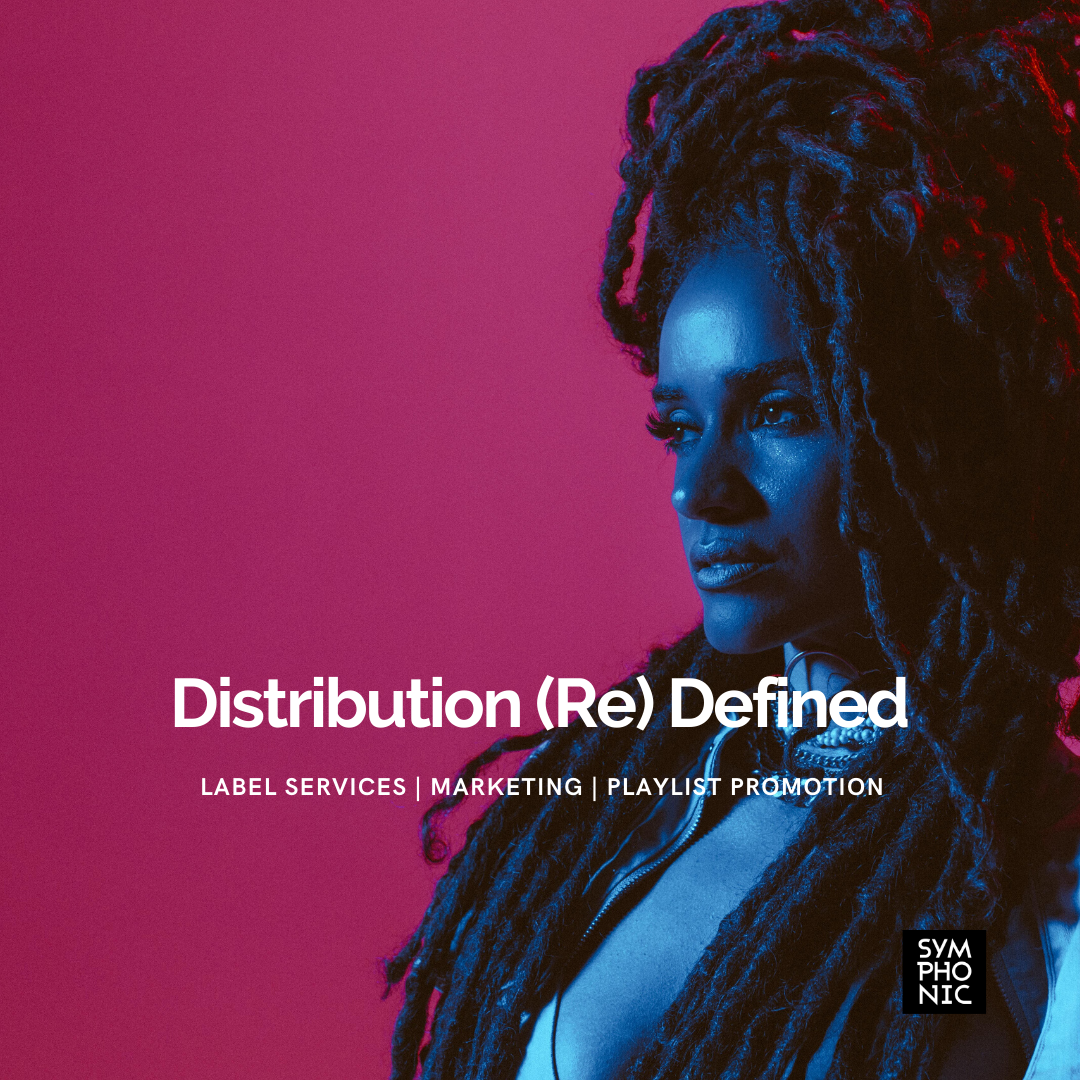 Distribution (Re) Defined
LABEL SERVICES | MARKETING | PLAYLIST PROMOTION
SYM
PHO
NIC